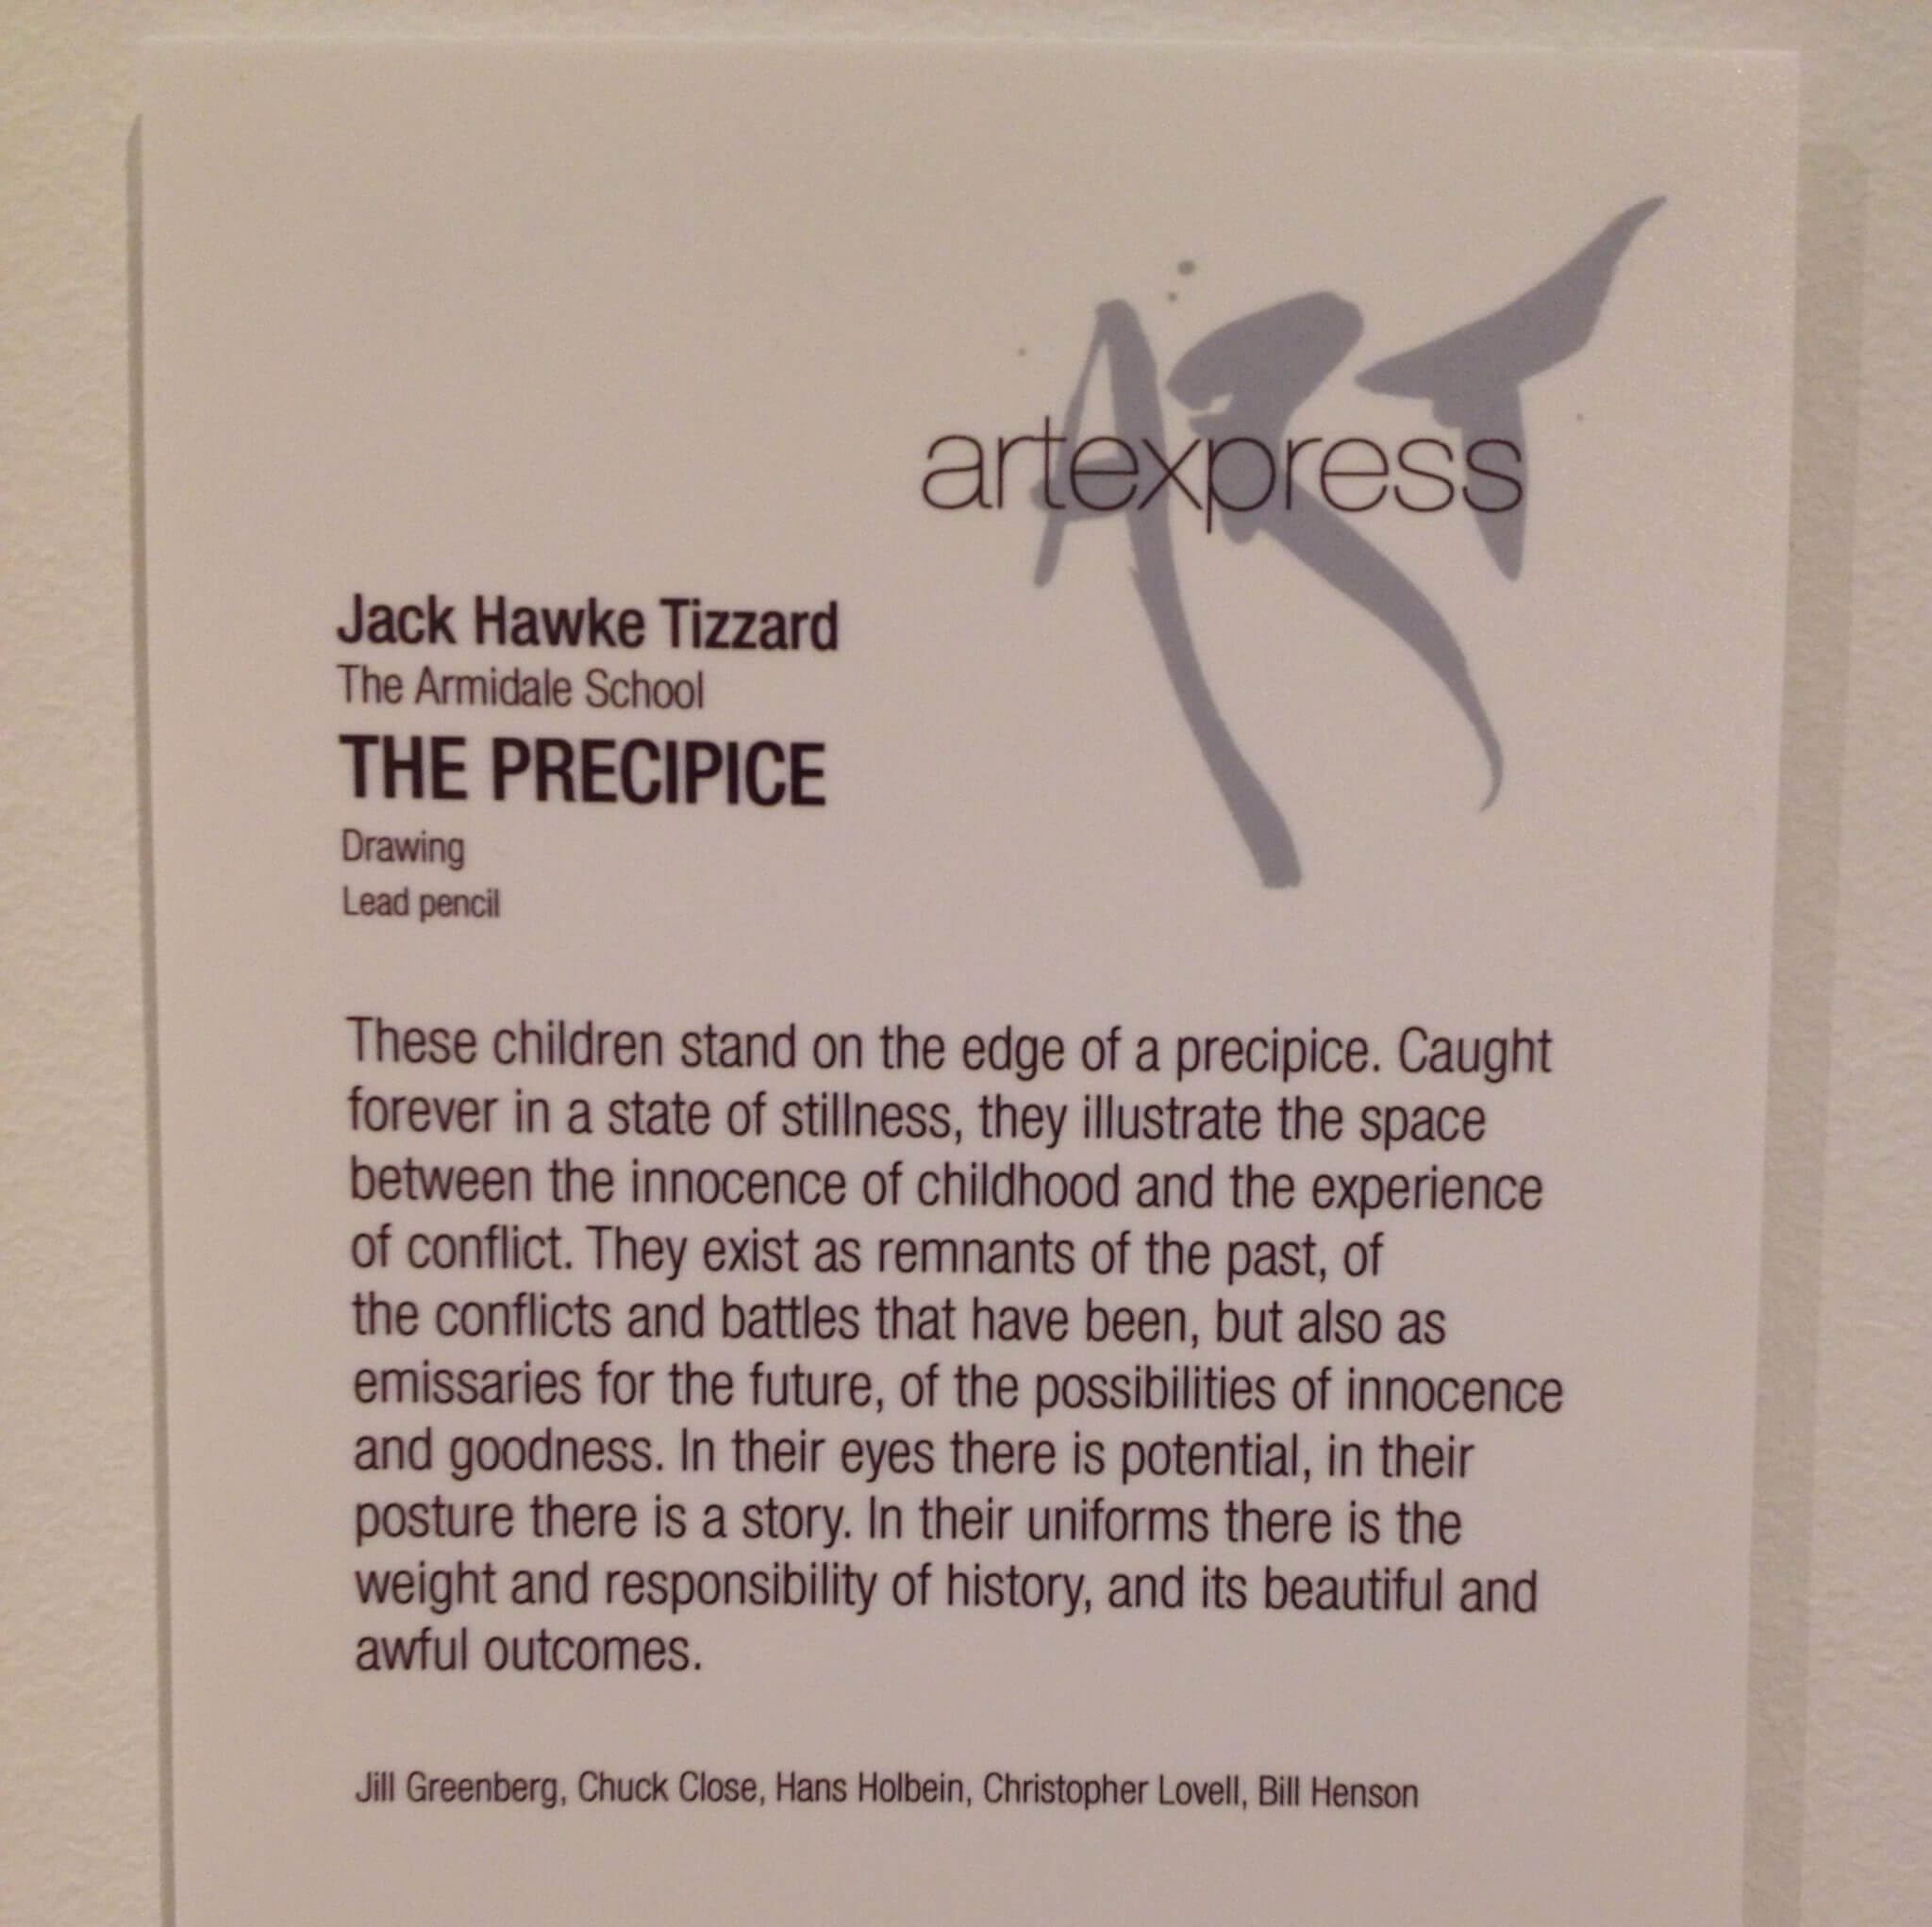 ART
artexpress
Jack Hawke Tizzard
The Armidale School
THE PRECIPICE
Drawing
Lead pencil
These children stand on the edge of a precipice. Caught
forever in a state of stillness, they illustrate the space
between the innocence of childhood and the experience
of conflict. They exist as remnants of the past, of
the conflicts and battles that have been, but also as
emissaries for the future, of the possibilities of innocence
and goodness. In their eyes there is potential, in their
posture there is a story. In their uniforms there is the
weight and responsibility of history, and its beautiful and
awful outcomes.
Jill Greenberg, Chuck Close, Hans Holbein, Christopher Lovell, Bill Henson